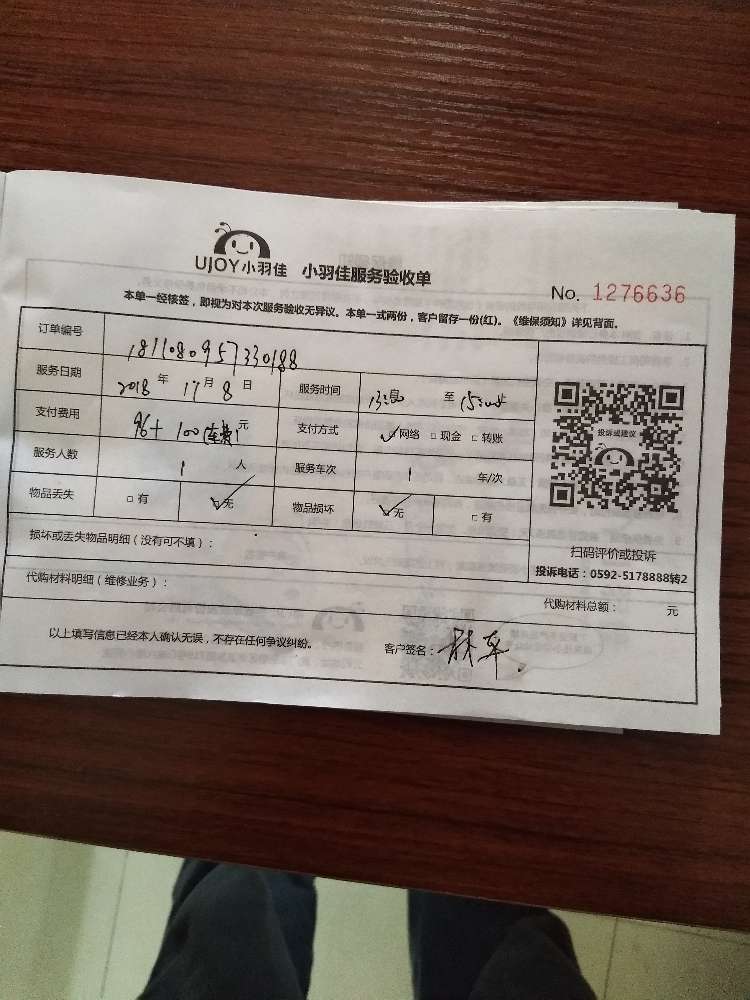 UJOY小羽佳 小羽佳服务验收单
No. 1276636
本单一经核签，即视为对本次服务验收无异议。本单一式两份，客户留存一份(红)。《维保须知》详见背面。
订单编号 1811080957330188
服务日期 2018 年 11 月 8 日 服务时间 至
支付费用 96+100(车费) 元 支付方式 ☑网络 □现金 □转账
服务人数 1 人 服务车次 1 车/次
物品丢失 □有 ☑无 物品损坏 ☑无 □有
投诉或建议
扫码评价或投诉
投诉电话：0592-5178888转2
损坏或丢失物品明细（没有可不填）：
代购材料明细（维修业务）： 代购材料总额： 元
以上填写信息已经本人确认无误，不存在任何争议纠纷。 客户签名：